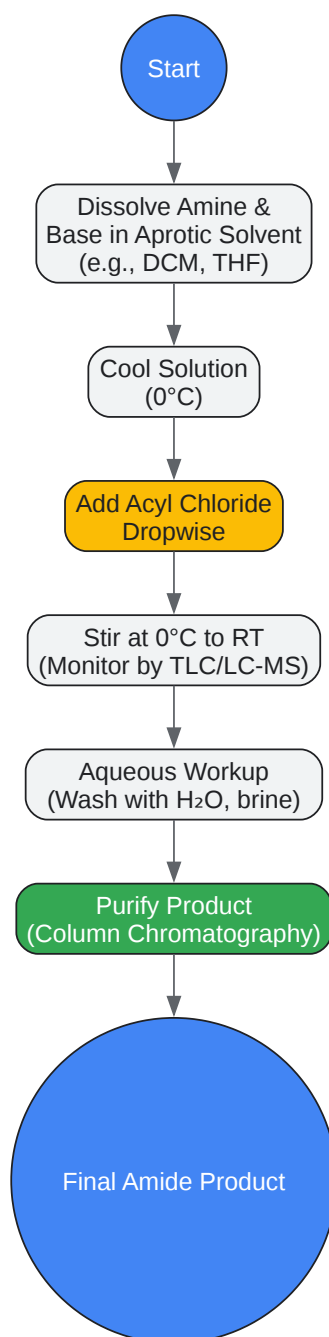 Start
Dissolve Amine &
Base in Aprotic Solvent
(e.g., DCM, THF)
Cool Solution
(0°C)
Add Acyl Chloride
Dropwise
Stir at 0°C to RT
(Monitor by TLC/LC-MS)
Aqueous Workup
(Wash with H₂O, brine)
Purify Product
(Column Chromatography)
Final Amide Product